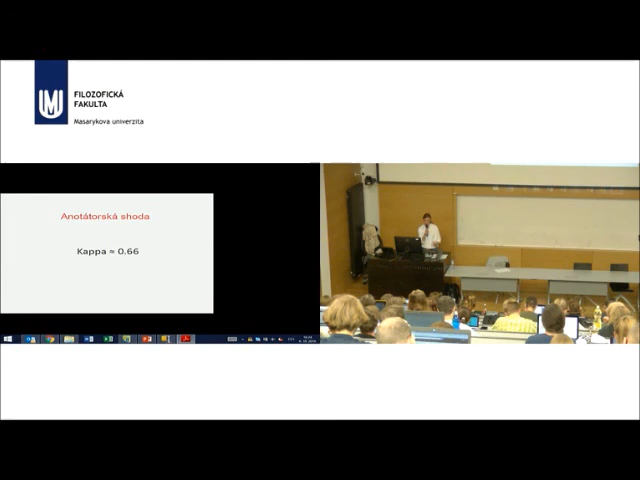 FILOZOFICKÁ
FAKULTA
Masarykova univerzita
Anotátorská shoda
Kappa ≈ 0.66